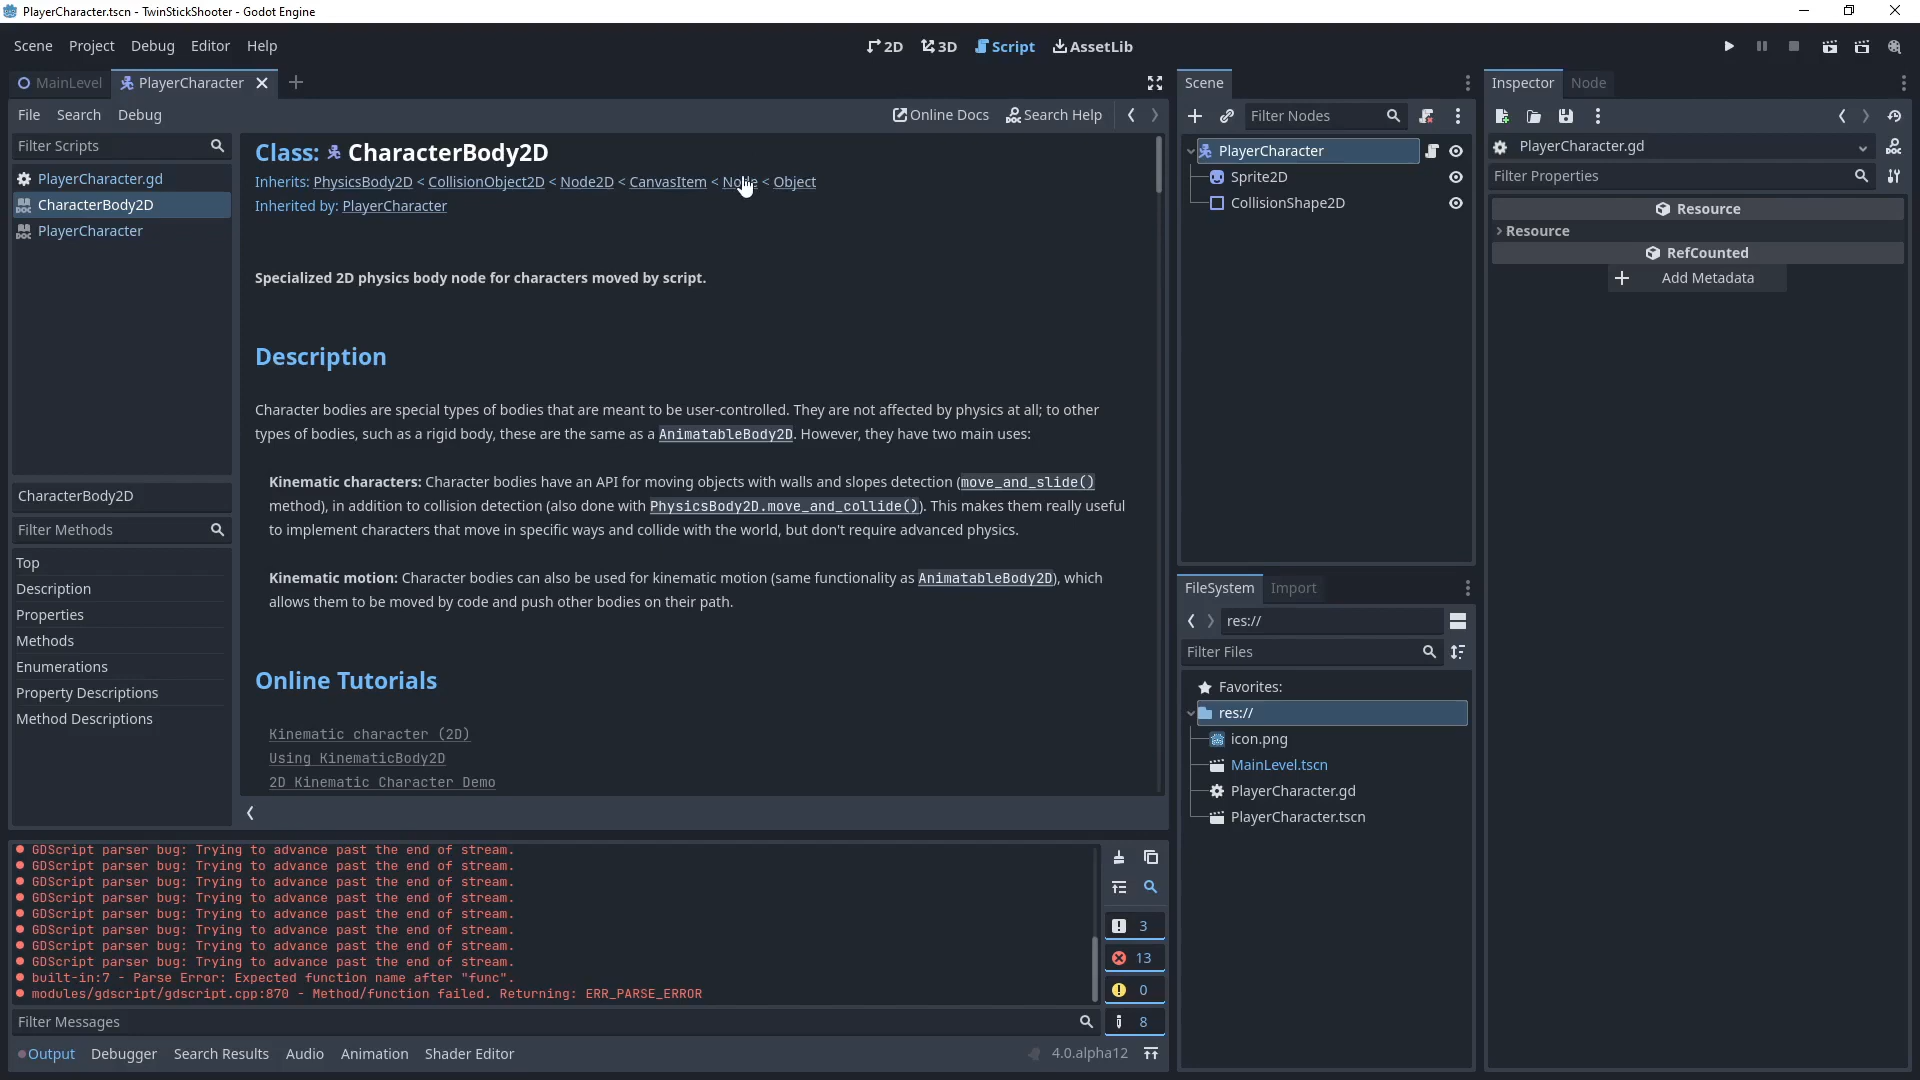 PlayerCharacter.tscn - TwinStickShooter - Godot Engine
Scene Project Debug Editor Help
2D 3D Script AssetLib
MainLevel PlayerCharacter
File Search Debug
Online Docs Search Help
Filter Scripts
PlayerCharacter.gd
CharacterBody2D
PlayerCharacter
CharacterBody2D
Filter Methods
Top
Description
Properties
Methods
Enumerations
Property Descriptions
Method Descriptions
Class: CharacterBody2D
Inherits: PhysicsBody2D < CollisionObject2D < Node2D < CanvasItem < Node < Object
Inherited by: PlayerCharacter
Specialized 2D physics body node for characters moved by script.
Description
Character bodies are special types of bodies that are meant to be user-controlled. They are not affected by physics at all; to other
types of bodies, such as a rigid body, these are the same as a AnimatableBody2D. However, they have two main uses:
Kinematic characters: Character bodies have an API for moving objects with walls and slopes detection (move_and_slide()
method), in addition to collision detection (also done with PhysicsBody2D.move_and_collide()). This makes them really useful
to implement characters that move in specific ways and collide with the world, but don't require advanced physics.
Kinematic motion: Character bodies can also be used for kinematic motion (same functionality as AnimatableBody2D), which
allows them to be moved by code and push other bodies on their path.
Online Tutorials
Kinematic character (2D)
Using KinematicBody2D
2D Kinematic Character Demo
GDScript parser bug: Trying to advance past the end of stream.
GDScript parser bug: Trying to advance past the end of stream.
GDScript parser bug: Trying to advance past the end of stream.
GDScript parser bug: Trying to advance past the end of stream.
GDScript parser bug: Trying to advance past the end of stream.
GDScript parser bug: Trying to advance past the end of stream.
GDScript parser bug: Trying to advance past the end of stream.
GDScript parser bug: Trying to advance past the end of stream.
built-in:7 - Parse Error: Expected function name after "func".
modules/gdscript/gdscript.cpp:870 - Method/function failed. Returning: ERR_PARSE_ERROR
3
13
0
8
Filter Messages
Output Debugger Search Results Audio Animation Shader Editor
4.0.alpha12
Scene
Filter Nodes
PlayerCharacter
Sprite2D
CollisionShape2D
FileSystem Import
res://
Filter Files
Favorites:
res://
icon.png
MainLevel.tscn
PlayerCharacter.gd
PlayerCharacter.tscn
Inspector Node
PlayerCharacter.gd
Filter Properties
Resource
Resource
RefCounted
Add Metadata